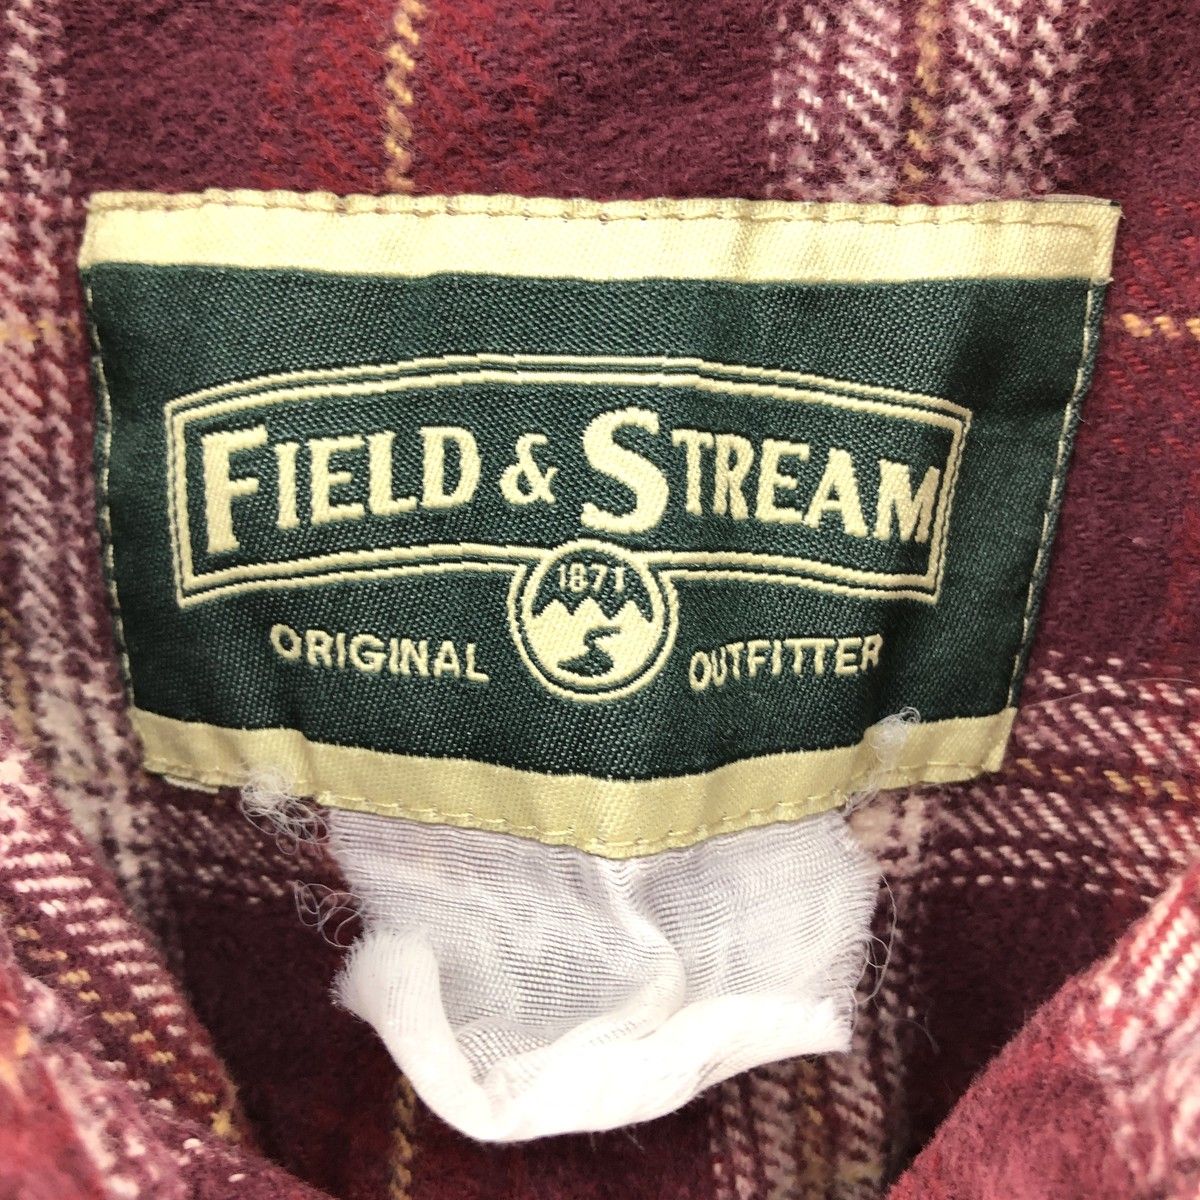 FIELD & STREAM
1871
ORIGINAL OUTFITTER